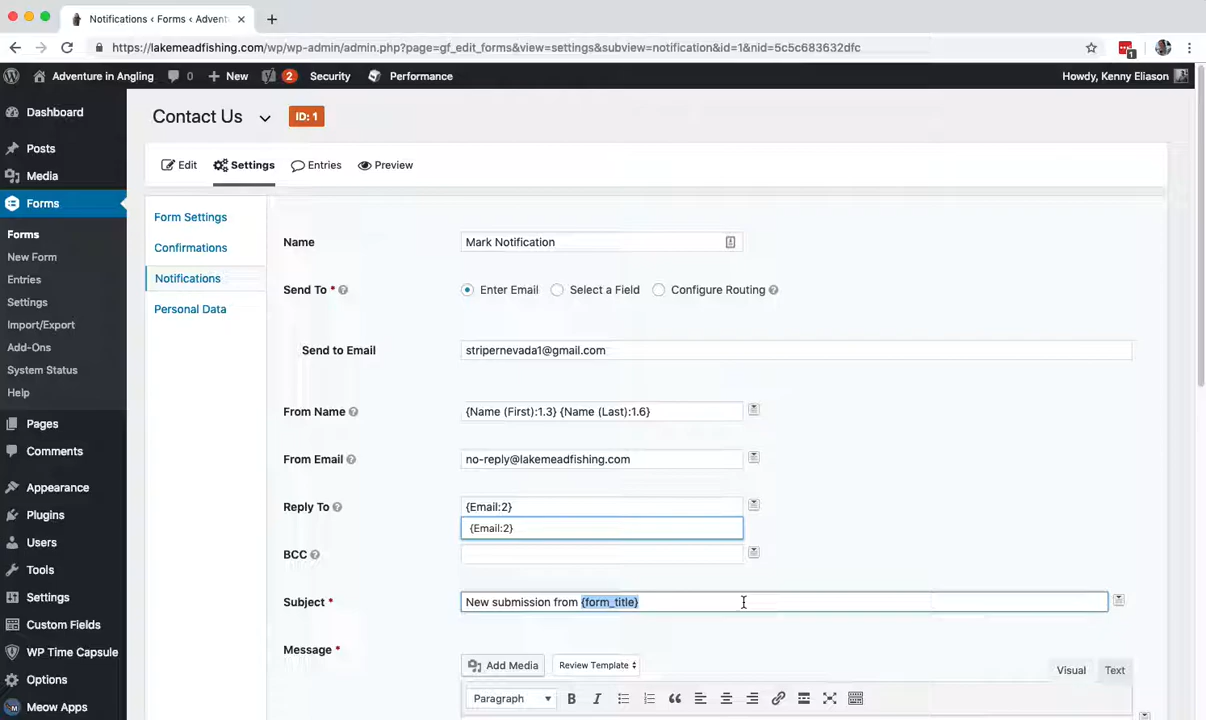 Notifications ‹ Forms ‹ Advent
https://lakemeadfishing.com/wp/wp-admin/admin.php?page=gf_edit_forms&view=settings&subview=notification&id=1&nid=5c5c683632dfc
1
Adventure in Angling
0
New
2
Security
Performance
Howdy, Kenny Eliason
Dashboard
Posts
Media
Forms
Forms
New Form
Entries
Settings
Import/Export
Add-Ons
System Status
Help
Pages
Comments
Appearance
Plugins
Users
Tools
Settings
Custom Fields
WP Time Capsule
Options
Meow Apps
Contact Us
ID: 1
Edit
Settings
Entries
Preview
Form Settings
Confirmations
Notifications
Personal Data
Name
Mark Notification
Send To *
Enter Email
Select a Field
Configure Routing
Send to Email
stripernevada1@gmail.com
From Name
{Name (First):1.3} {Name (Last):1.6}
From Email
no-reply@lakemeadfishing.com
Reply To
{Email:2}
{Email:2}
BCC
Subject *
New submission from {form_title}
Message *
Add Media
Review Template
Visual
Text
Paragraph
B
I